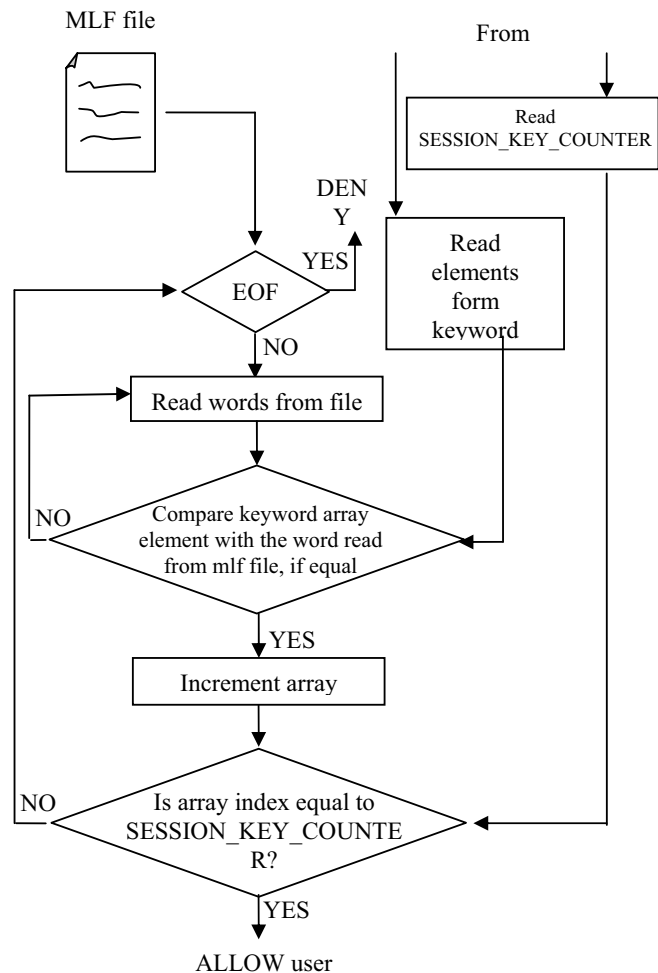 MLF file
From
Read
SESSION_KEY_COUNTER
DEN
Y
YES
Read
elements
form
keyword
EOF
NO
Read words from file
NO
Compare keyword array
element with the word read
from mlf file, if equal
YES
Increment array
NO
Is array index equal to
SESSION_KEY_COUNTE
R?
YES
ALLOW user